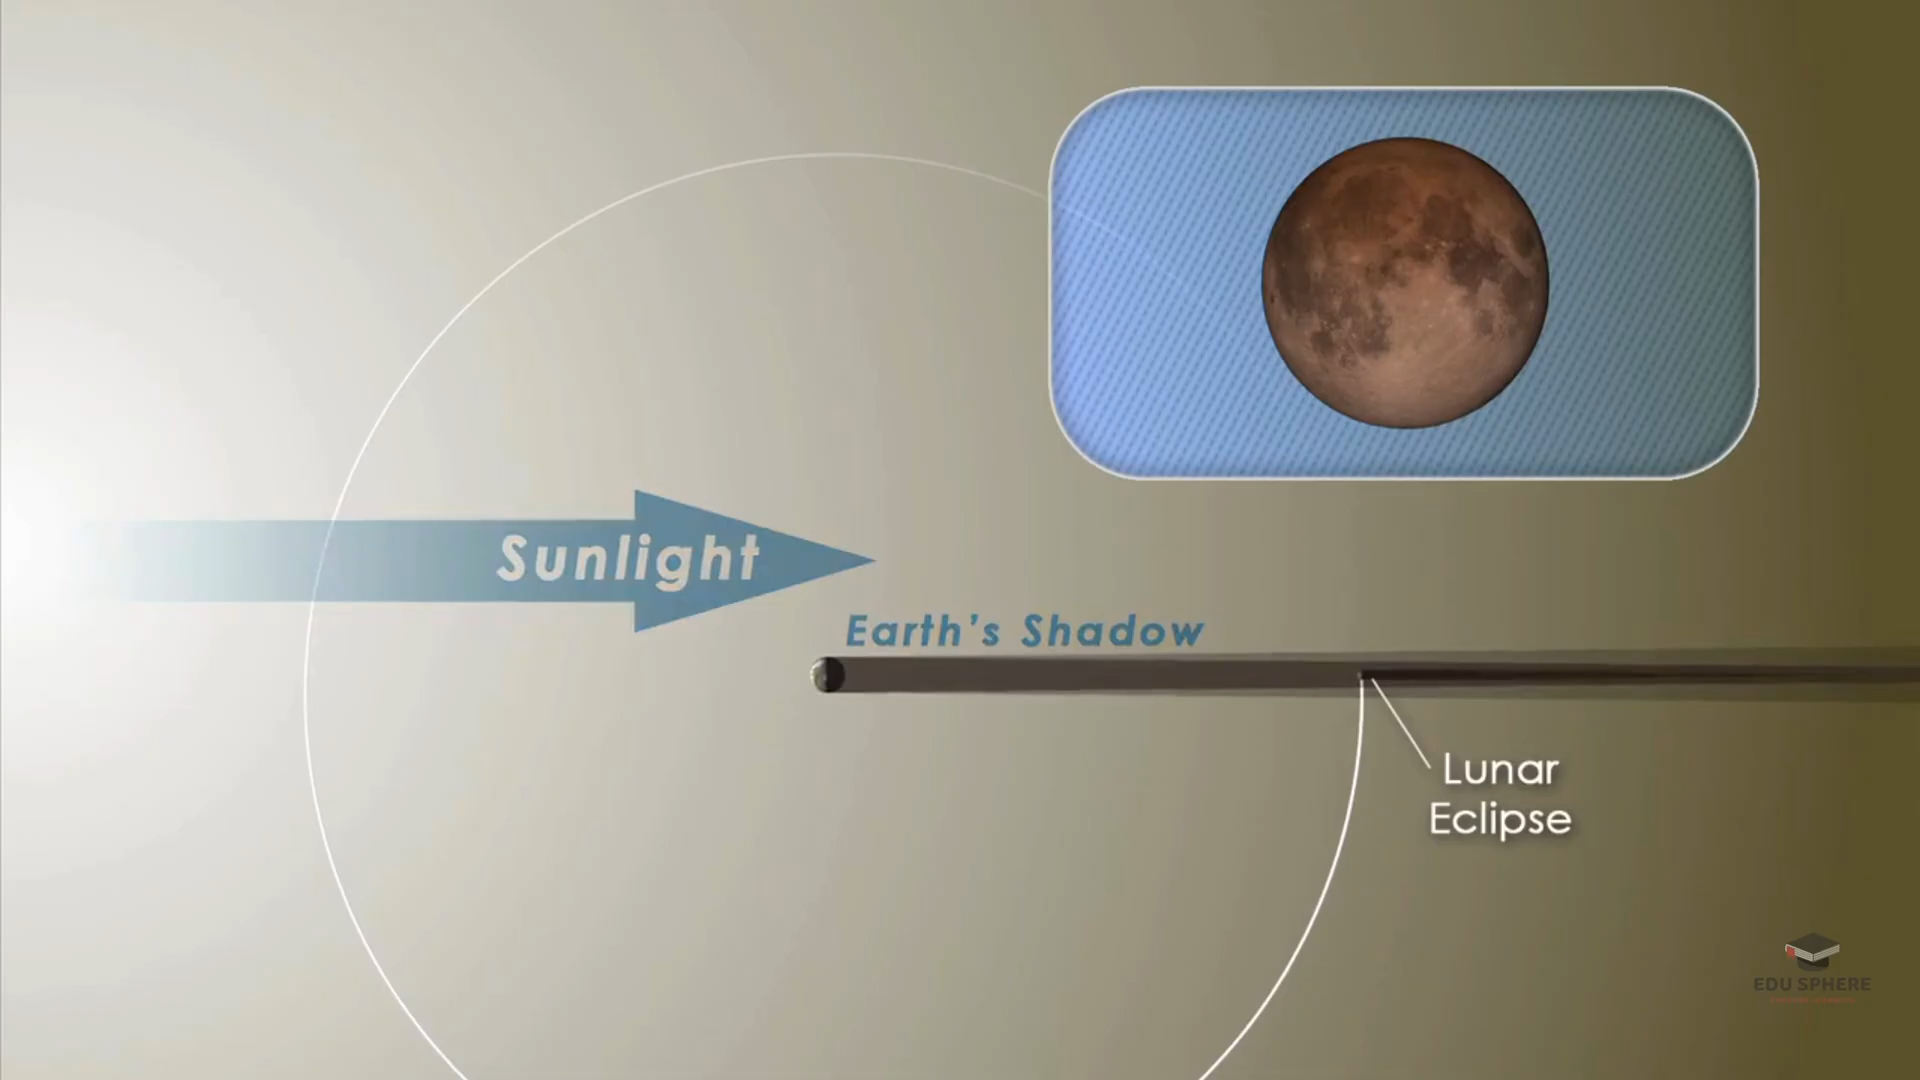 Sunlight
Earth's Shadow
Lunar
Eclipse
EDU SPHERE